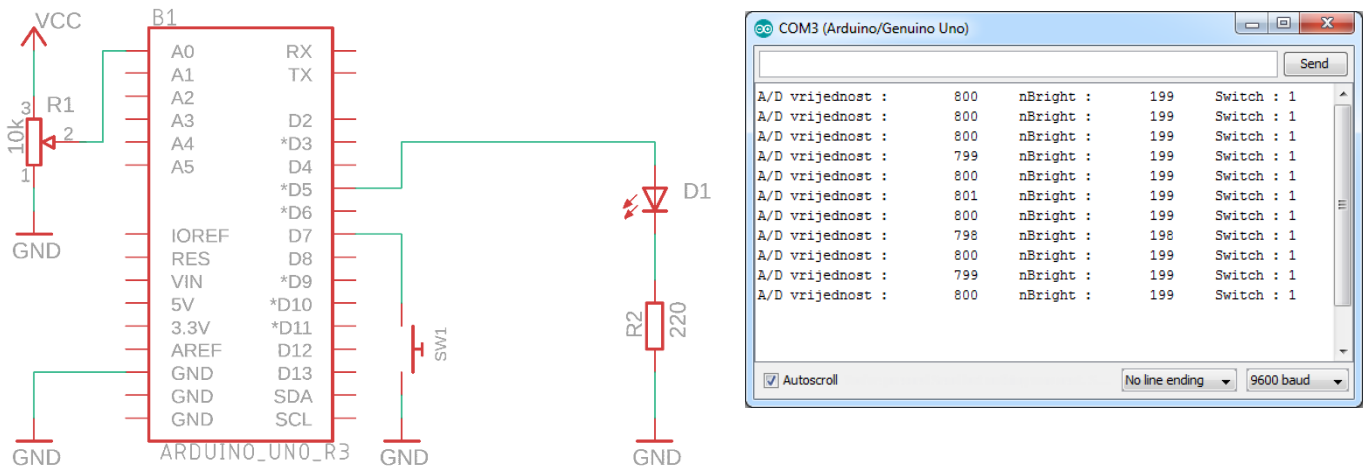 VCC
B1
A0 RX
A1 TX
A2
A3 D2
A4 *D3
A5 D4
*D5
*D6
IOREF D7
RES D8
VIN *D9
5V *D10
3.3V *D11
AREF D12
GND D13
GND SDA
GND SCL
ARDUINO_UNO_R3
3 R1
10k
2
1
GND
GND
SW1
GND
D1
R2
220
GND
COM3 (Arduino/Genuino Uno)
Send
A/D vrijednost : 800 nBright : 199 Switch : 1
A/D vrijednost : 800 nBright : 199 Switch : 1
A/D vrijednost : 800 nBright : 199 Switch : 1
A/D vrijednost : 799 nBright : 199 Switch : 1
A/D vrijednost : 800 nBright : 199 Switch : 1
A/D vrijednost : 801 nBright : 199 Switch : 1
A/D vrijednost : 800 nBright : 199 Switch : 1
A/D vrijednost : 798 nBright : 198 Switch : 1
A/D vrijednost : 800 nBright : 199 Switch : 1
A/D vrijednost : 799 nBright : 199 Switch : 1
A/D vrijednost : 800 nBright : 199 Switch : 1
Autoscroll No line ending 9600 baud